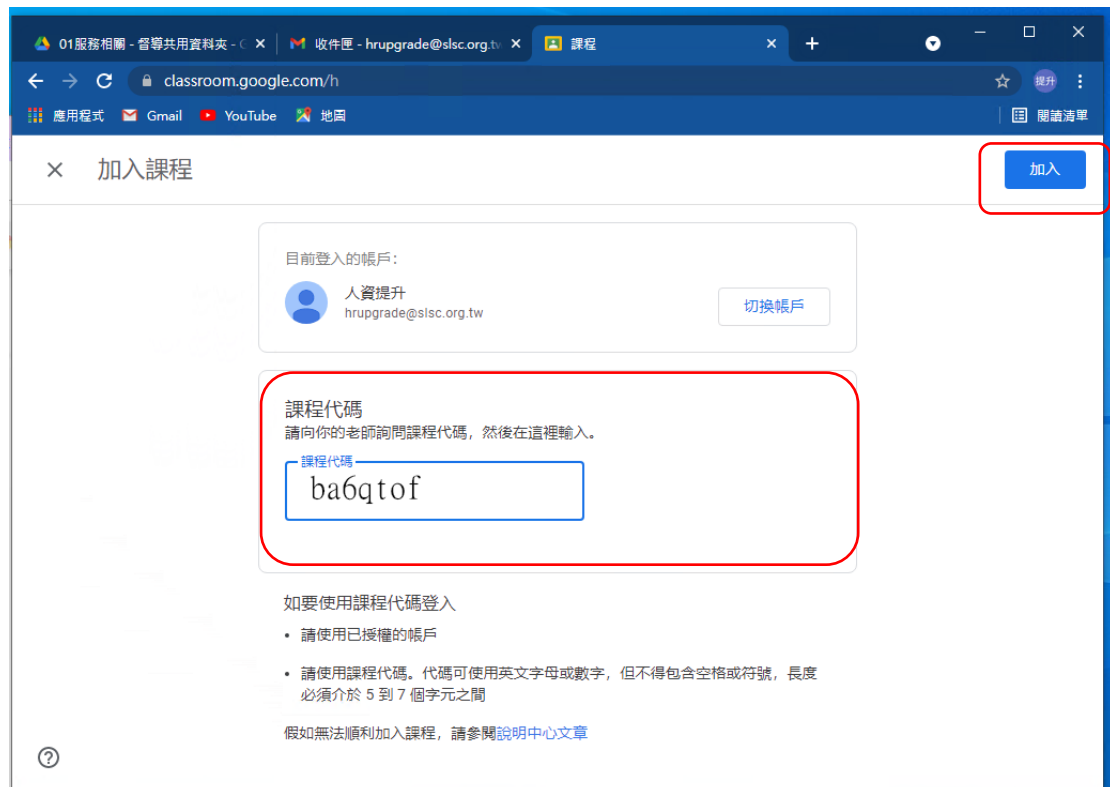 01服務相關 - 督導共用資料夾 - G
收件匣 - hrupgrade@slsc.org.tw
課程
classroom.google.com/h
提升
應用程式
Gmail
YouTube
地圖
閱讀清單
加入課程
加入
目前登入的帳戶:
人資提升
hrupgrade@slsc.org.tw
切換帳戶
課程代碼
請向你的老師詢問課程代碼，然後在這裡輸入。
課程代碼
ba6qtof
如要使用課程代碼登入
• 請使用已授權的帳戶
• 請使用課程代碼。代碼可使用英文字母或數字，但不得包含空格或符號，長度
必須介於 5 到 7 個字元之間
假如無法順利加入課程，請參閱說明中心文章